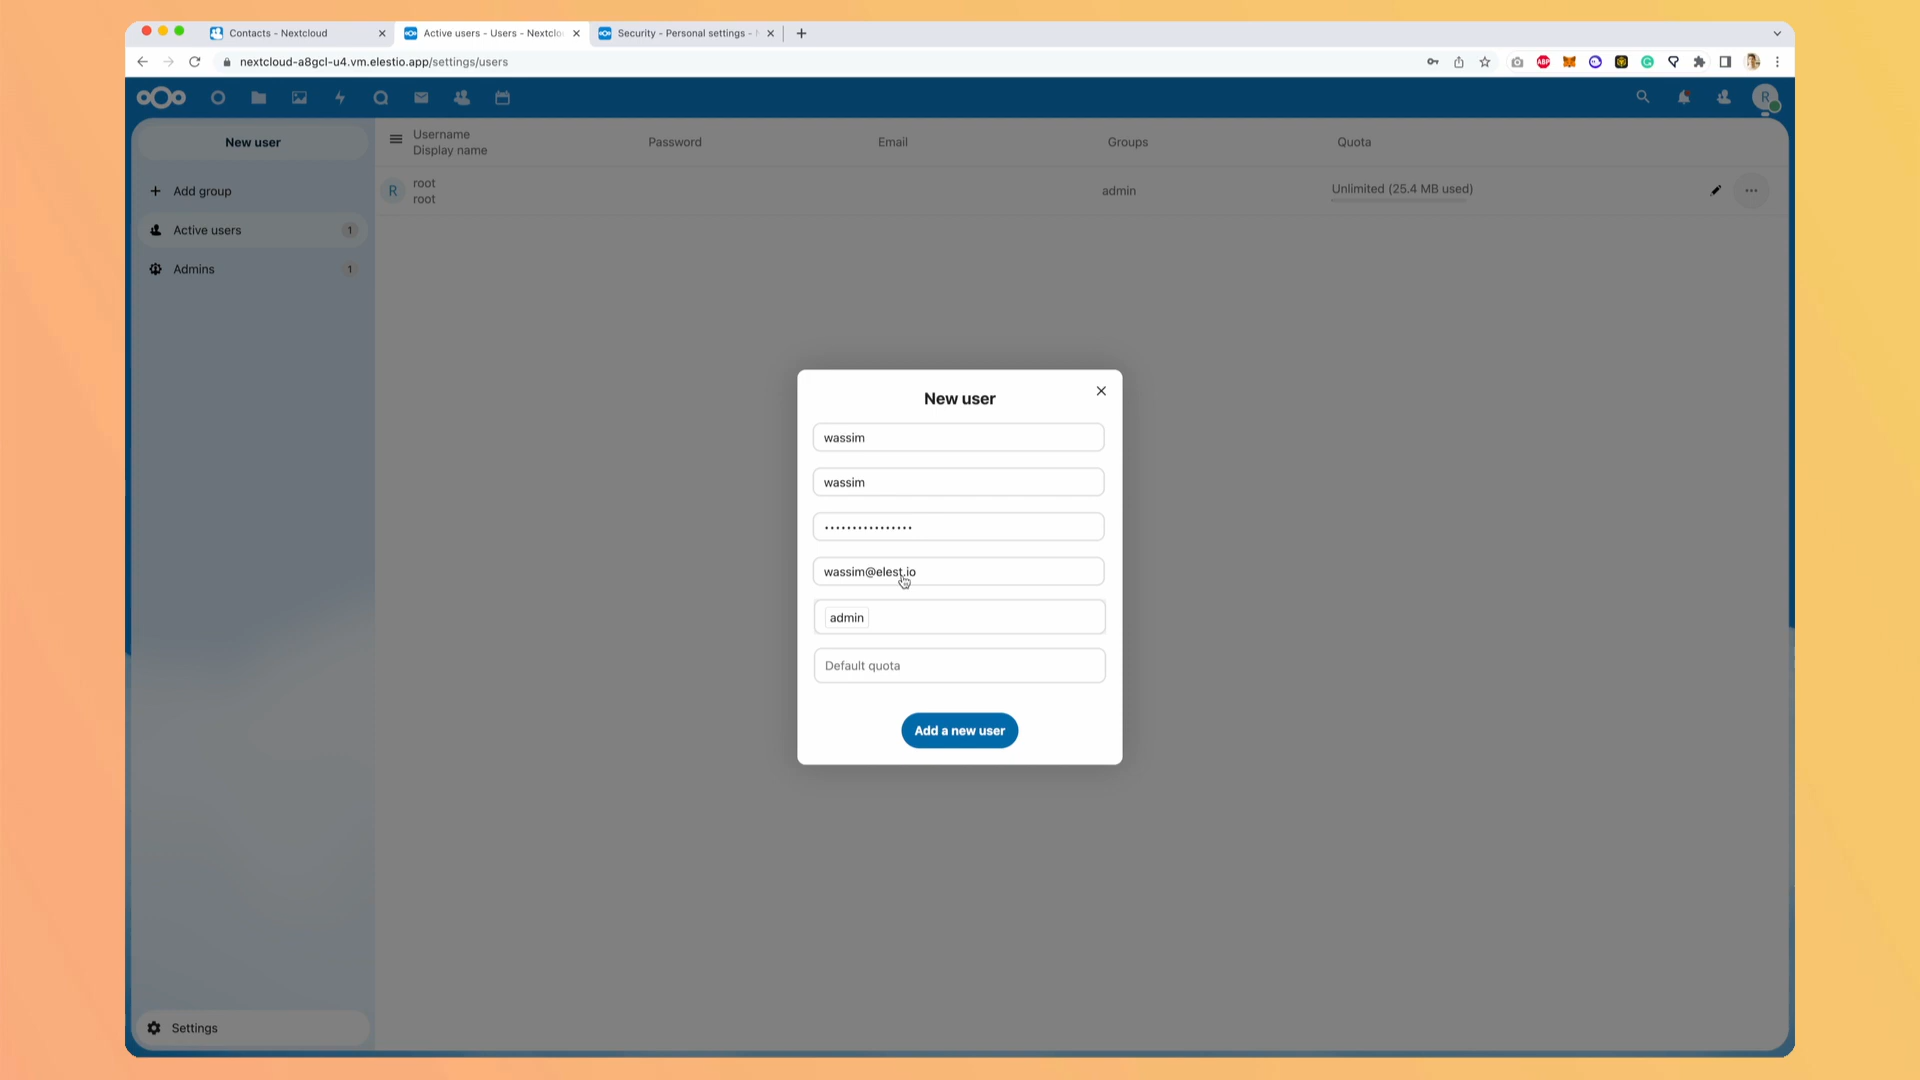 Contacts - Nextcloud
Active users - Users - Nextclo
Security - Personal settings -
nextcloud-a8gcl-u4.vm.elestio.app/settings/users
ABP
R
New user
Username
Display name
Password
Email
Groups
Quota
Add group
R
root
root
admin
Unlimited (25.4 MB used)
Active users
1
Admins
1
New user
wassim
wassim
••••••••••••••••
wassim@elest.io
admin
Default quota
Add a new user
Settings